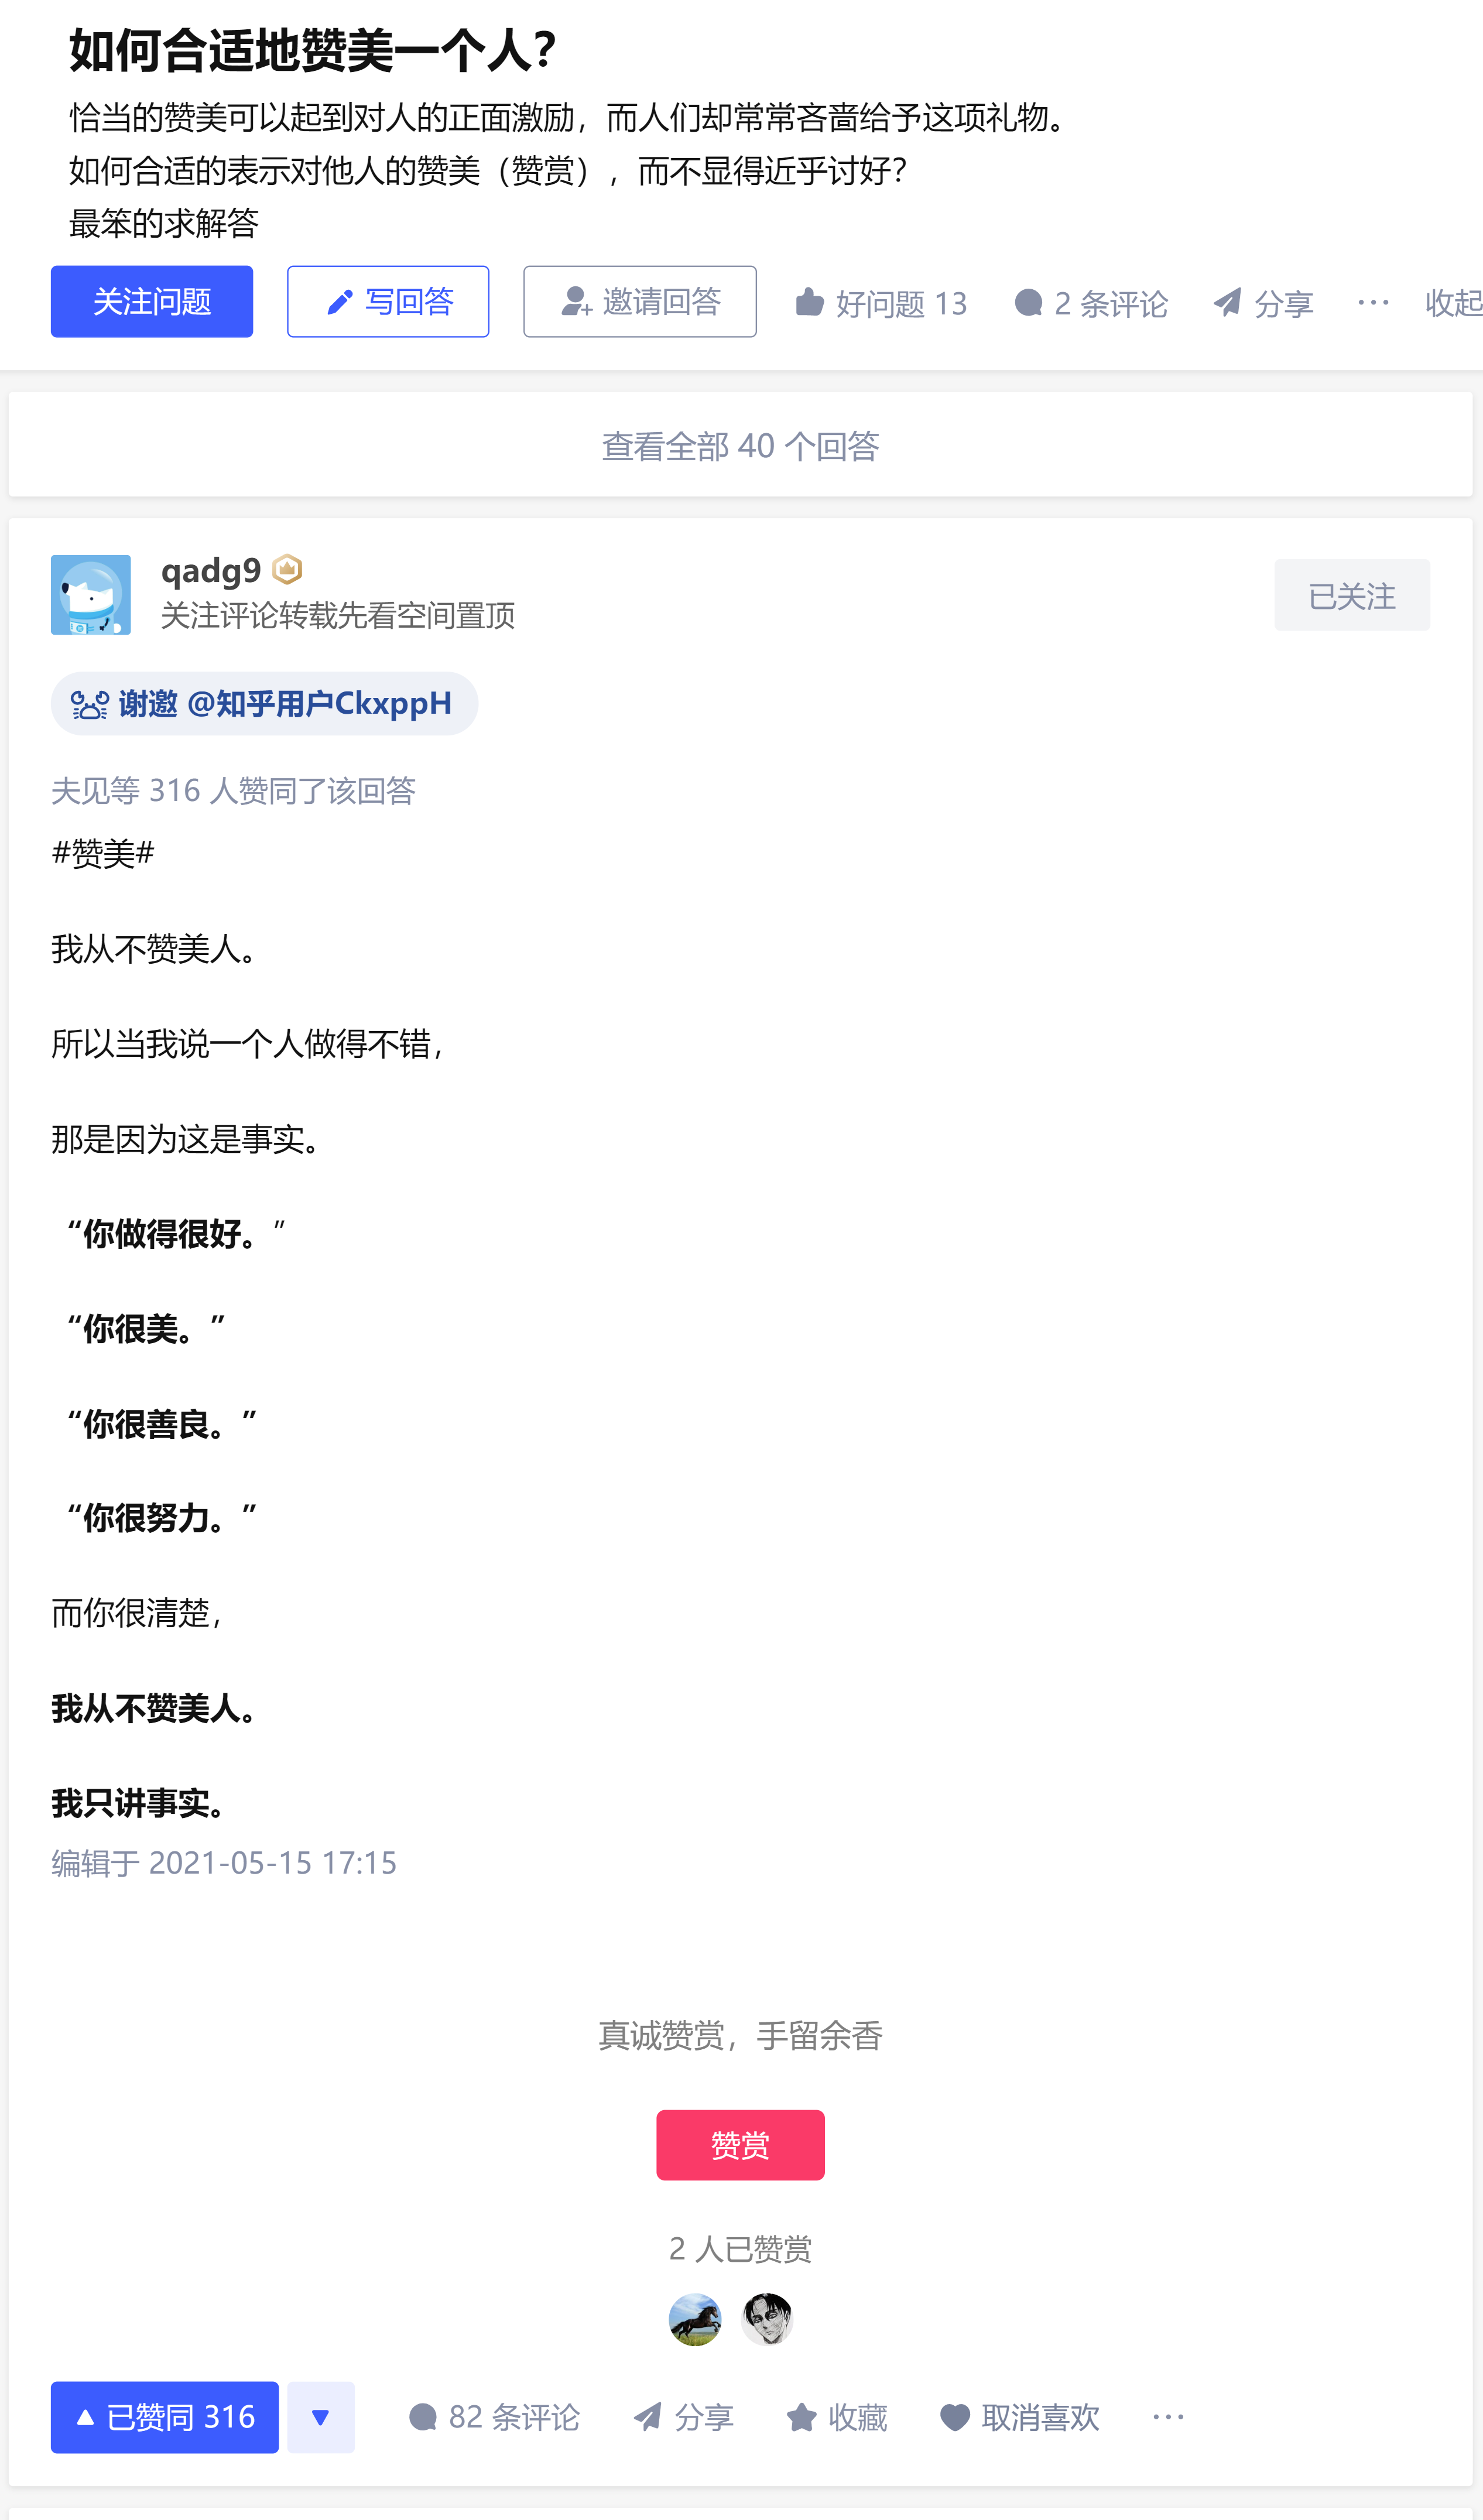 如何合适地赞美一个人？
恰当的赞美可以起到对人的正面激励，而人们却常常吝啬给予这项礼物。
如何合适的表示对他人的赞美（赞赏），而不显得近乎讨好？
最笨的求解答
关注问题 写回答 邀请回答 好问题 13 2 条评论 分享 ··· 收起
查看全部 40 个回答
qadg9
关注评论转载先看空间置顶
已关注
谢邀 @知乎用户CkxppH
夫见等 316 人赞同了该回答
#赞美#
我从不赞美人。
所以当我说一个人做得不错，
那是因为这是事实。
“你做得很好。”
“你很美。”
“你很善良。”
“你很努力。”
而你很清楚，
我从不赞美人。
我只讲事实。
编辑于 2021-05-15 17:15
真诚赞赏，手留余香
赞赏
2 人已赞赏
已赞同 316 82 条评论 分享 收藏 取消喜欢 ···